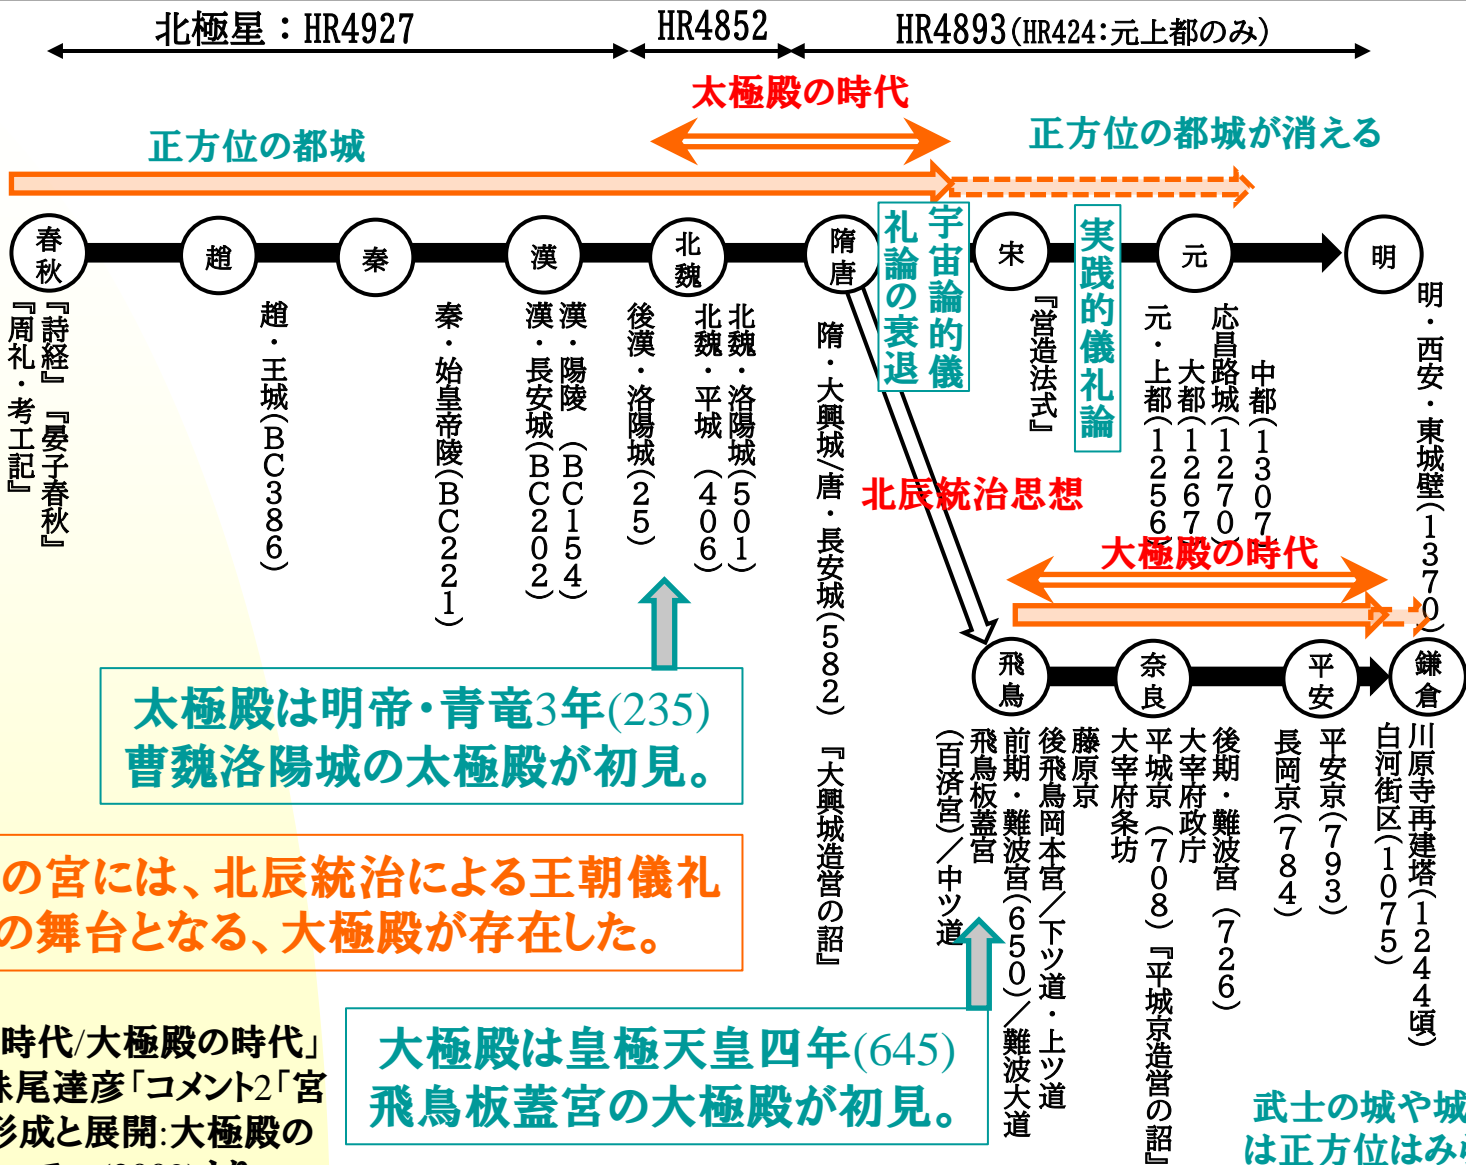 北極星：HR4927
HR4852
HR4893(HR424:元上都のみ)
太極殿の時代
正方位の都城
正方位の都城が消える
春秋
趙
秦
漢
北魏
隋唐
宋
元
明
宇宙論的儀
礼論の衰退
実践的儀礼論
『詩経』『晏子春秋』
『周礼・考工記』
趙・王城(BC386)
秦・始皇帝陵(BC221)
漢・陽陵(BC154)
漢・長安城(BC202)
後漢・洛陽城(25)
北魏・洛陽城(501)
北魏・平城(406)
隋・大興城/唐・長安城(582)『大興城造営の詔』
『営造法式』
中都(1307)
応昌路城(1270)
大都(1267)
元・上都(1256)
明・西安・東城壁(1370)
北辰統治思想
大極殿の時代
飛鳥
奈良
平安
鎌倉
太極殿は明帝・青竜3年(235)
曹魏洛陽城の太極殿が初見。
の宮には、北辰統治による王朝儀礼
の舞台となる、大極殿が存在した。
大極殿は皇極天皇四年(645)
飛鳥板蓋宮の大極殿が初見。
藤原京
後飛鳥岡本宮/下ツ道・上ツ道
前期・難波宮(650)/難波大道
飛鳥板蓋宮
(百済宮)/中ツ道
後期・難波宮(726)
大宰府政庁
平城京(708)『平城京造営の詔』
大宰府条坊
平安京(793)
長岡京(784)
川原寺再建塔(1244頃)
白河街区(1075)
時代/大極殿の時代」
妹尾達彦「コメント2「宮
形成と展開:大極殿の
武士の城や城
は正方位はみ